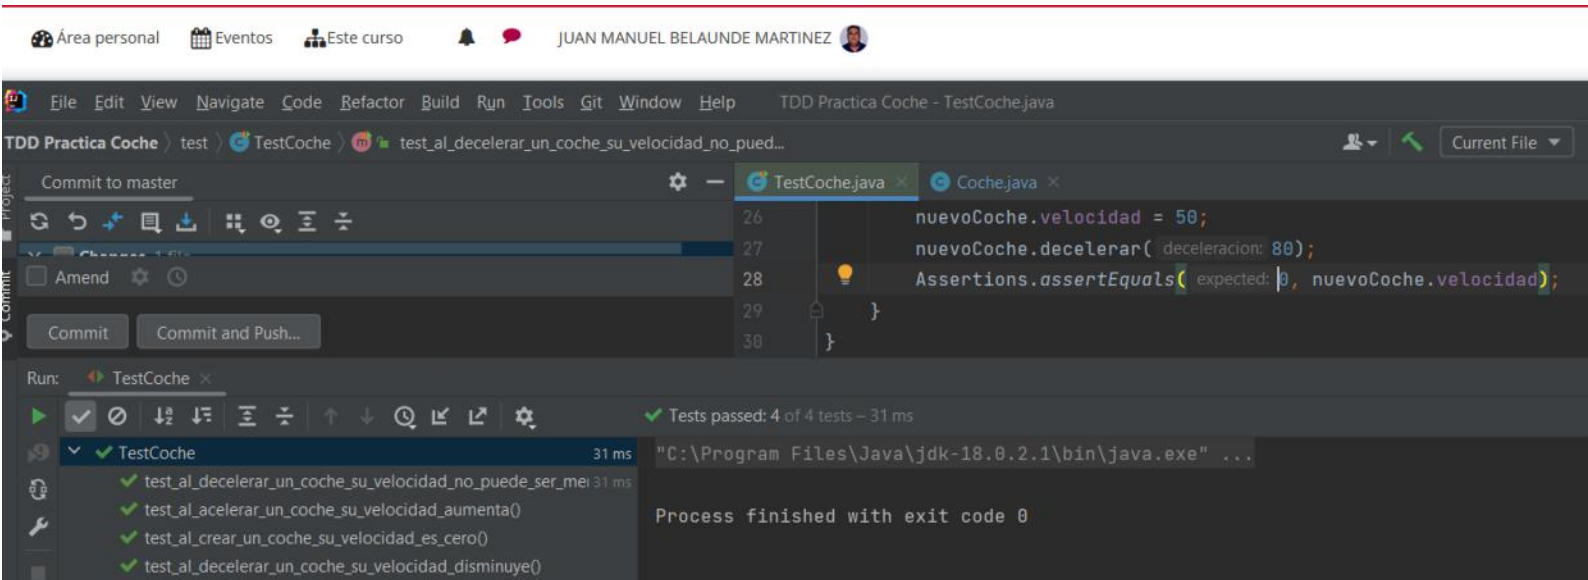 Área personal Eventos Este curso JUAN MANUEL BELAUNDE MARTINEZ
File Edit View Navigate Code Refactor Build Run Tools Git Window Help TDD Practica Coche - TestCoche.java
TDD Practica Coche test TestCoche test_al_decelerar_un_coche_su_velocidad_no_pued... Current File
Project
Commit to master
TestCoche.java Coche.java
26 nuevoCoche.velocidad = 50;
Changes 1 file
27 nuevoCoche.decelerar( deceleracion: 80);
Commit
Amend
28 Assertions.assertEquals( expected: 0, nuevoCoche.velocidad);
29 }
Commit Commit and Push...
30 }
Run: TestCoche
Tests passed: 4 of 4 tests – 31 ms
TestCoche 31 ms
"C:\Program Files\Java\jdk-18.0.2.1\bin\java.exe" ...
test_al_decelerar_un_coche_su_velocidad_no_puede_ser_me 31 ms
test_al_acelerar_un_coche_su_velocidad_aumenta()
Process finished with exit code 0
test_al_crear_un_coche_su_velocidad_es_cero()
test_al_decelerar_un_coche_su_velocidad_disminuye()